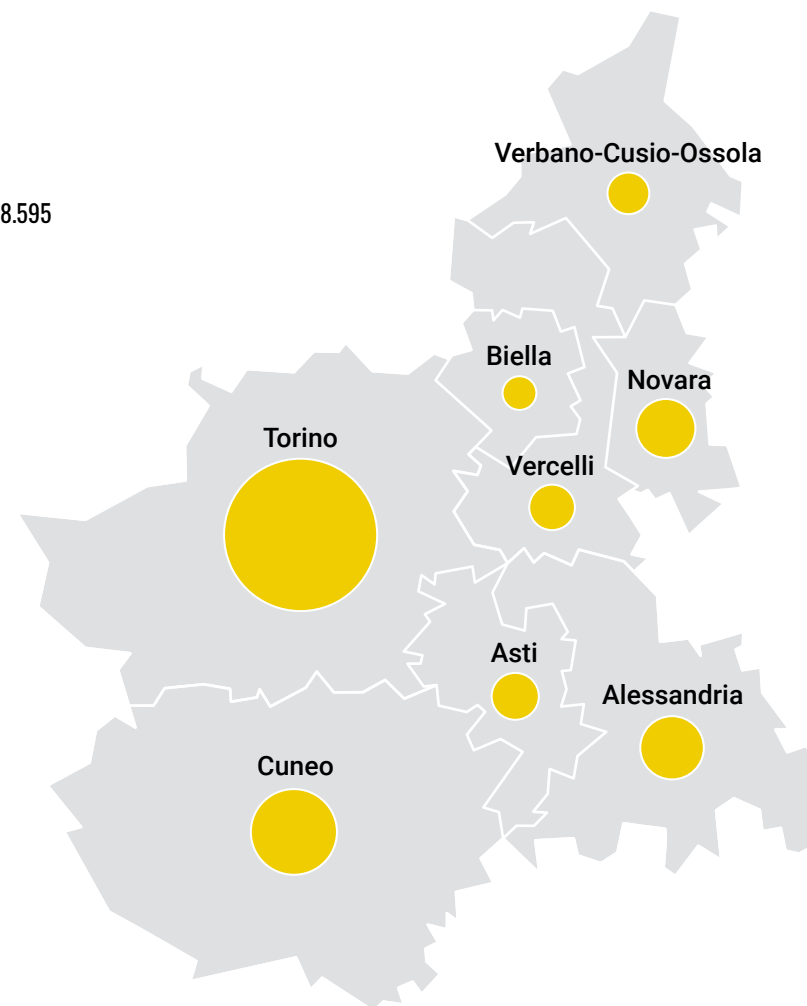 Verbano-Cusio-Ossola
8.595
Biella
Novara
Torino
Vercelli
Asti
Alessandria
Cuneo